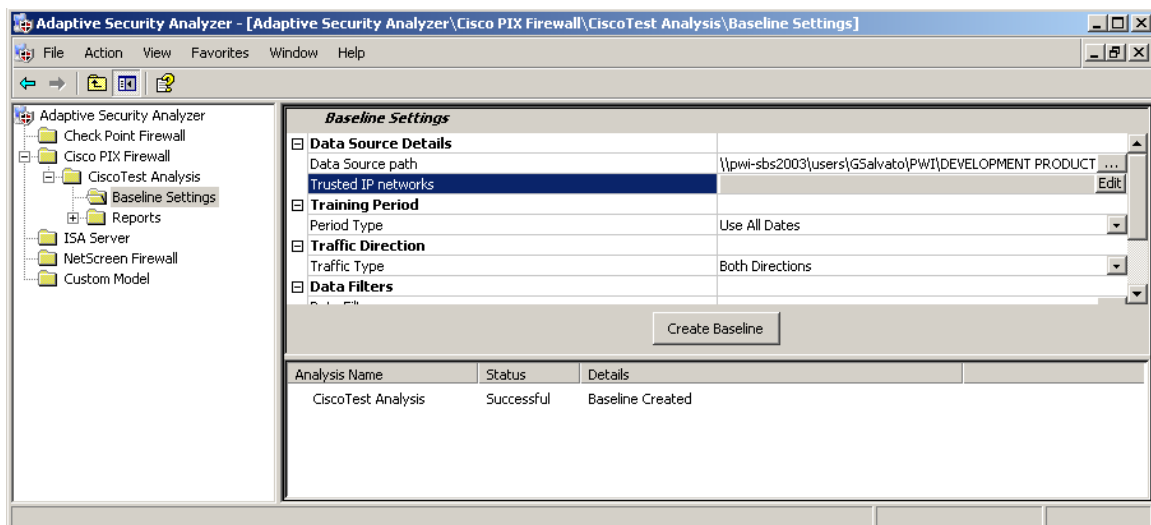 Adaptive Security Analyzer - [Adaptive Security Analyzer\Cisco PIX Firewall\CiscoTest Analysis\Baseline Settings]
File Action View Favorites Window Help
Adaptive Security Analyzer
Check Point Firewall
Cisco PIX Firewall
CiscoTest Analysis
Baseline Settings
Reports
ISA Server
NetScreen Firewall
Custom Model
Baseline Settings
Data Source Details
Data Source path \\pwi-sbs2003\users\GSalvato\PWI\DEVELOPMENT PRODUCT ...
Trusted IP networks Edit
Training Period
Period Type Use All Dates
Traffic Direction
Traffic Type Both Directions
Data Filters
Create Baseline
Analysis Name Status Details
CiscoTest Analysis Successful Baseline Created